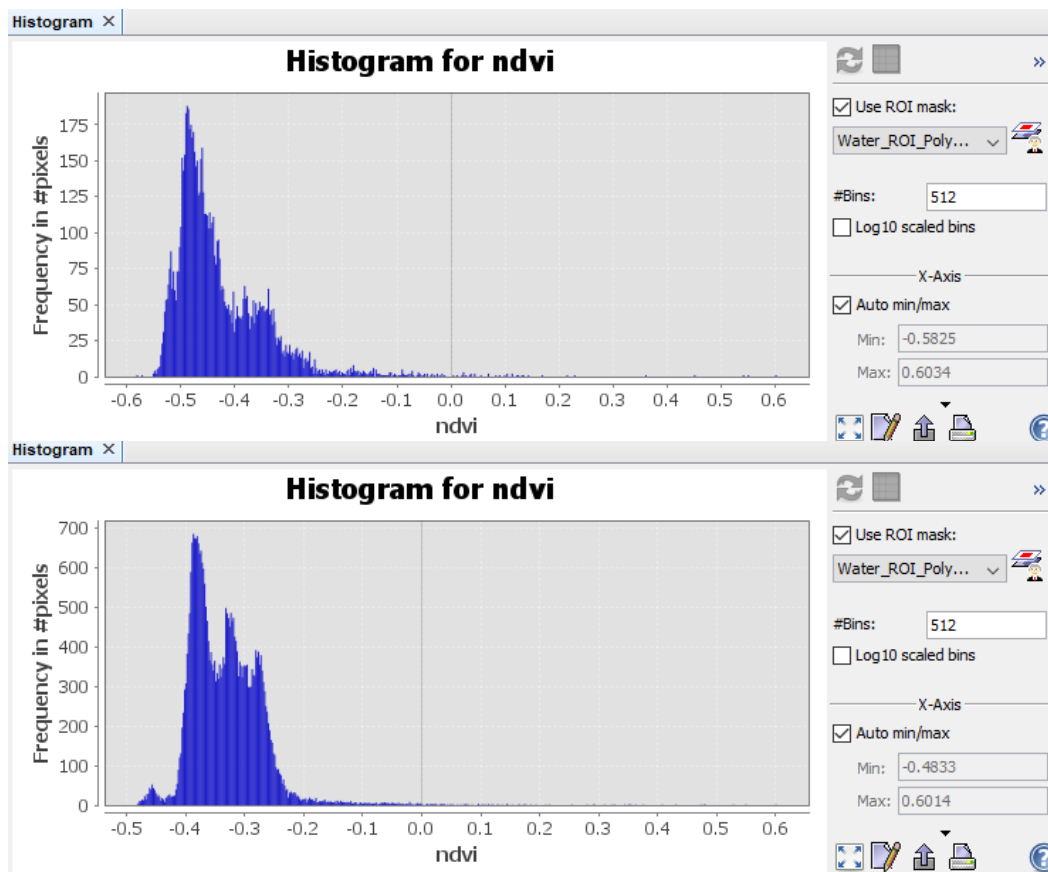 Histogram ×
Histogram for ndvi
Frequency in #pixels
175
150
125
100
75
50
25
0
-0.6 -0.5 -0.4 -0.3 -0.2 -0.1 0.0 0.1 0.2 0.3 0.4 0.5 0.6
ndvi
»
Use ROI mask:
Water_ROI_Poly...
#Bins: 512
Log10 scaled bins
X-Axis
Auto min/max
Min: -0.5825
Max: 0.6034
?
Histogram ×
Histogram for ndvi
Frequency in #pixels
700
600
500
400
300
200
100
0
-0.5 -0.4 -0.3 -0.2 -0.1 0.0 0.1 0.2 0.3 0.4 0.5 0.6
ndvi
»
Use ROI mask:
Water_ROI_Poly...
#Bins: 512
Log10 scaled bins
X-Axis
Auto min/max
Min: -0.4833
Max: 0.6014
?